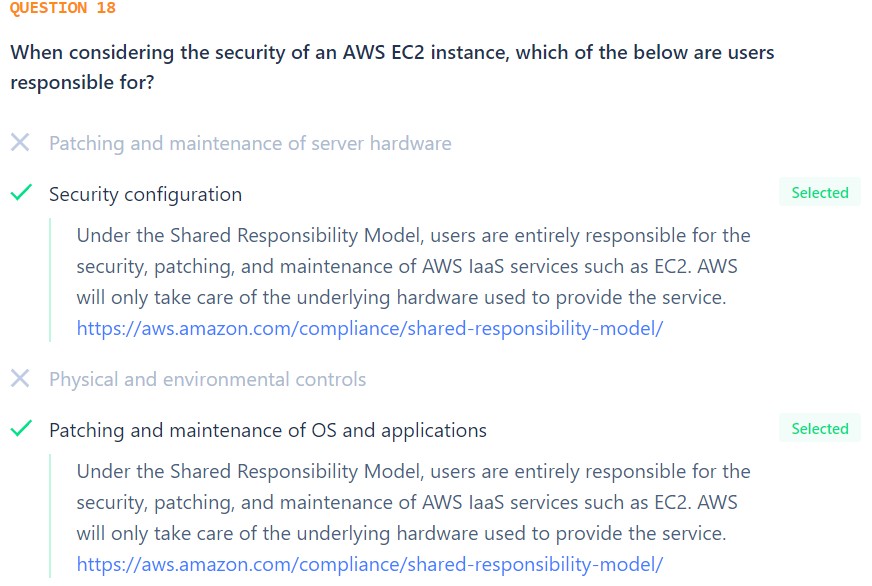 QUESTION 18
When considering the security of an AWS EC2 instance, which of the below are users
responsible for?
Patching and maintenance of server hardware
Security configuration
Selected
Under the Shared Responsibility Model, users are entirely responsible for the
security, patching, and maintenance of AWS IaaS services such as EC2. AWS
will only take care of the underlying hardware used to provide the service.
https://aws.amazon.com/compliance/shared-responsibility-model/
Physical and environmental controls
Patching and maintenance of OS and applications
Selected
Under the Shared Responsibility Model, users are entirely responsible for the
security, patching, and maintenance of AWS IaaS services such as EC2. AWS
will only take care of the underlying hardware used to provide the service.
https://aws.amazon.com/compliance/shared-responsibility-model/